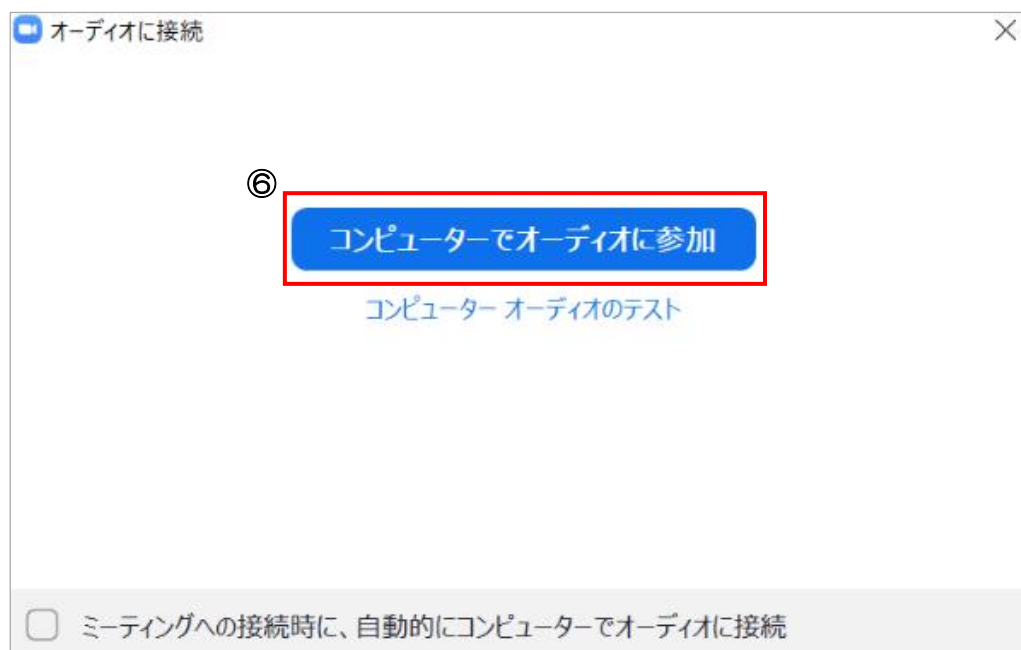 オーディオに接続
⑥
コンピューターでオーディオに参加
コンピューター オーディオのテスト
ミーティングへの接続時に、自動的にコンピューターでオーディオに接続